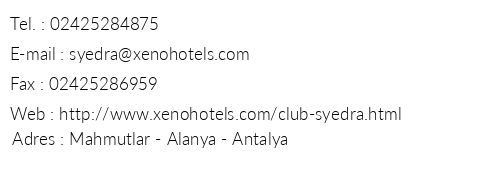 Tel. : 02425284875
E-mail : syedra@xenohotels.com
Fax : 02425286959
Web : http://www.xenohotels.com/club-syedra.html
Adres : Mahmutlar - Alanya - Antalya